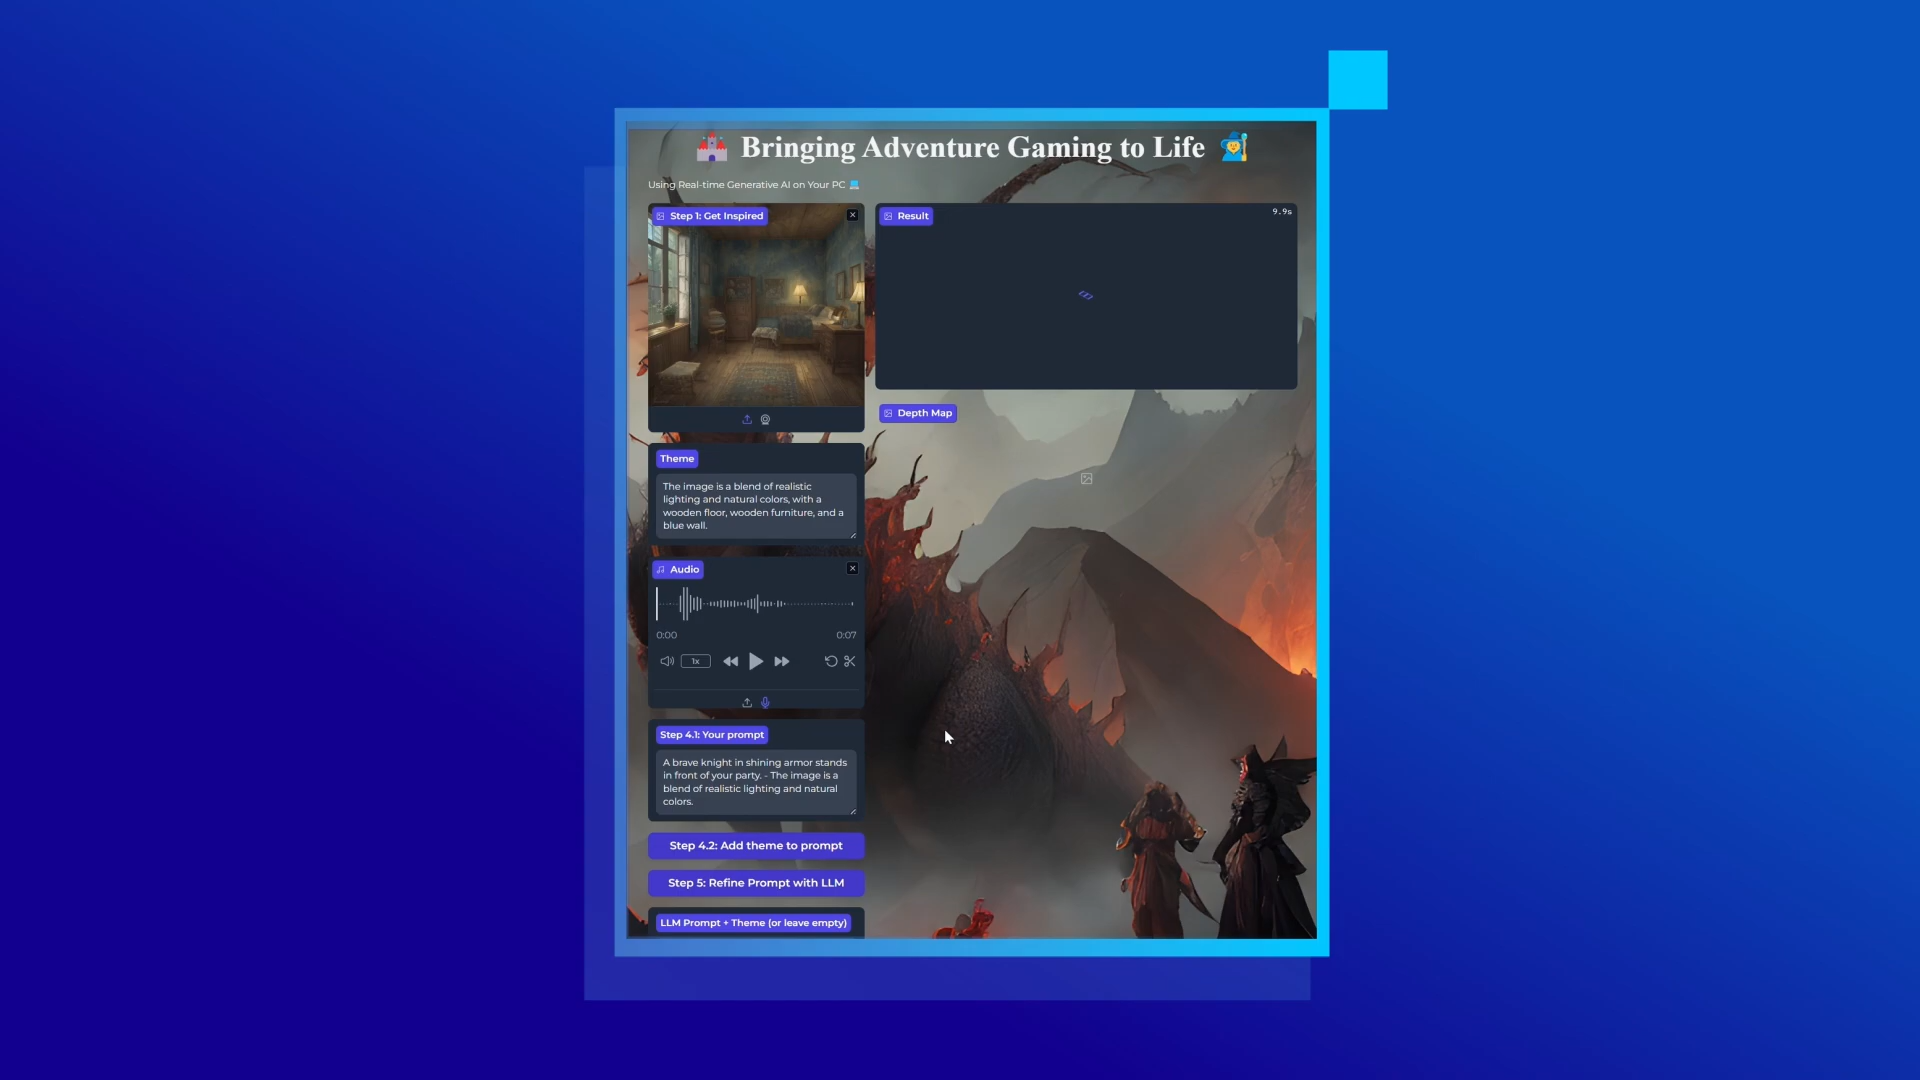 Bringing Adventure Gaming to Life
Using Real-time Generative AI on Your PC
Step 1: Get Inspired
Result
9.9s
Depth Map
Theme
The image is a blend of realistic
lighting and natural colors, with a
wooden floor, wooden furniture, and a
blue wall.
Audio
0:00
0:07
1x
Step 4.1: Your prompt
A brave knight in shining armor stands
in front of your party. - The image is a
blend of realistic lighting and natural
colors.
Step 4.2: Add theme to prompt
Step 5: Refine Prompt with LLM
LLM Prompt + Theme (or leave empty)